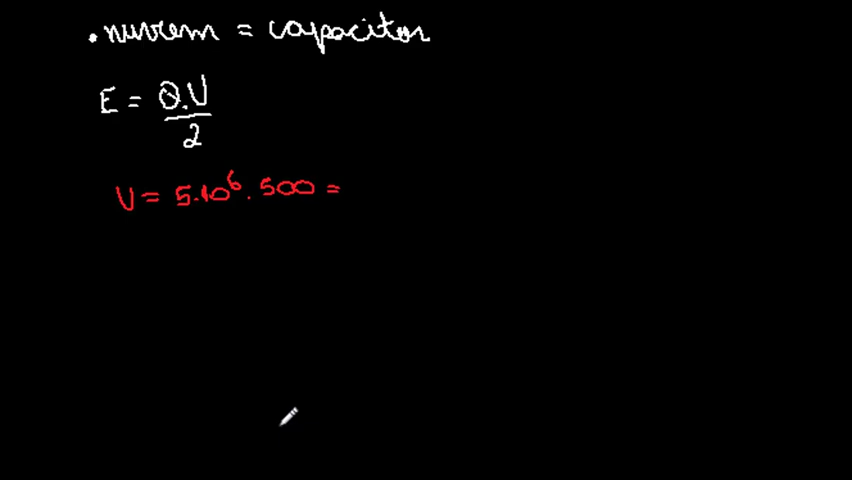 .nuvem = capacitor
E = Q.V
2
V = 5.10⁶.500 =